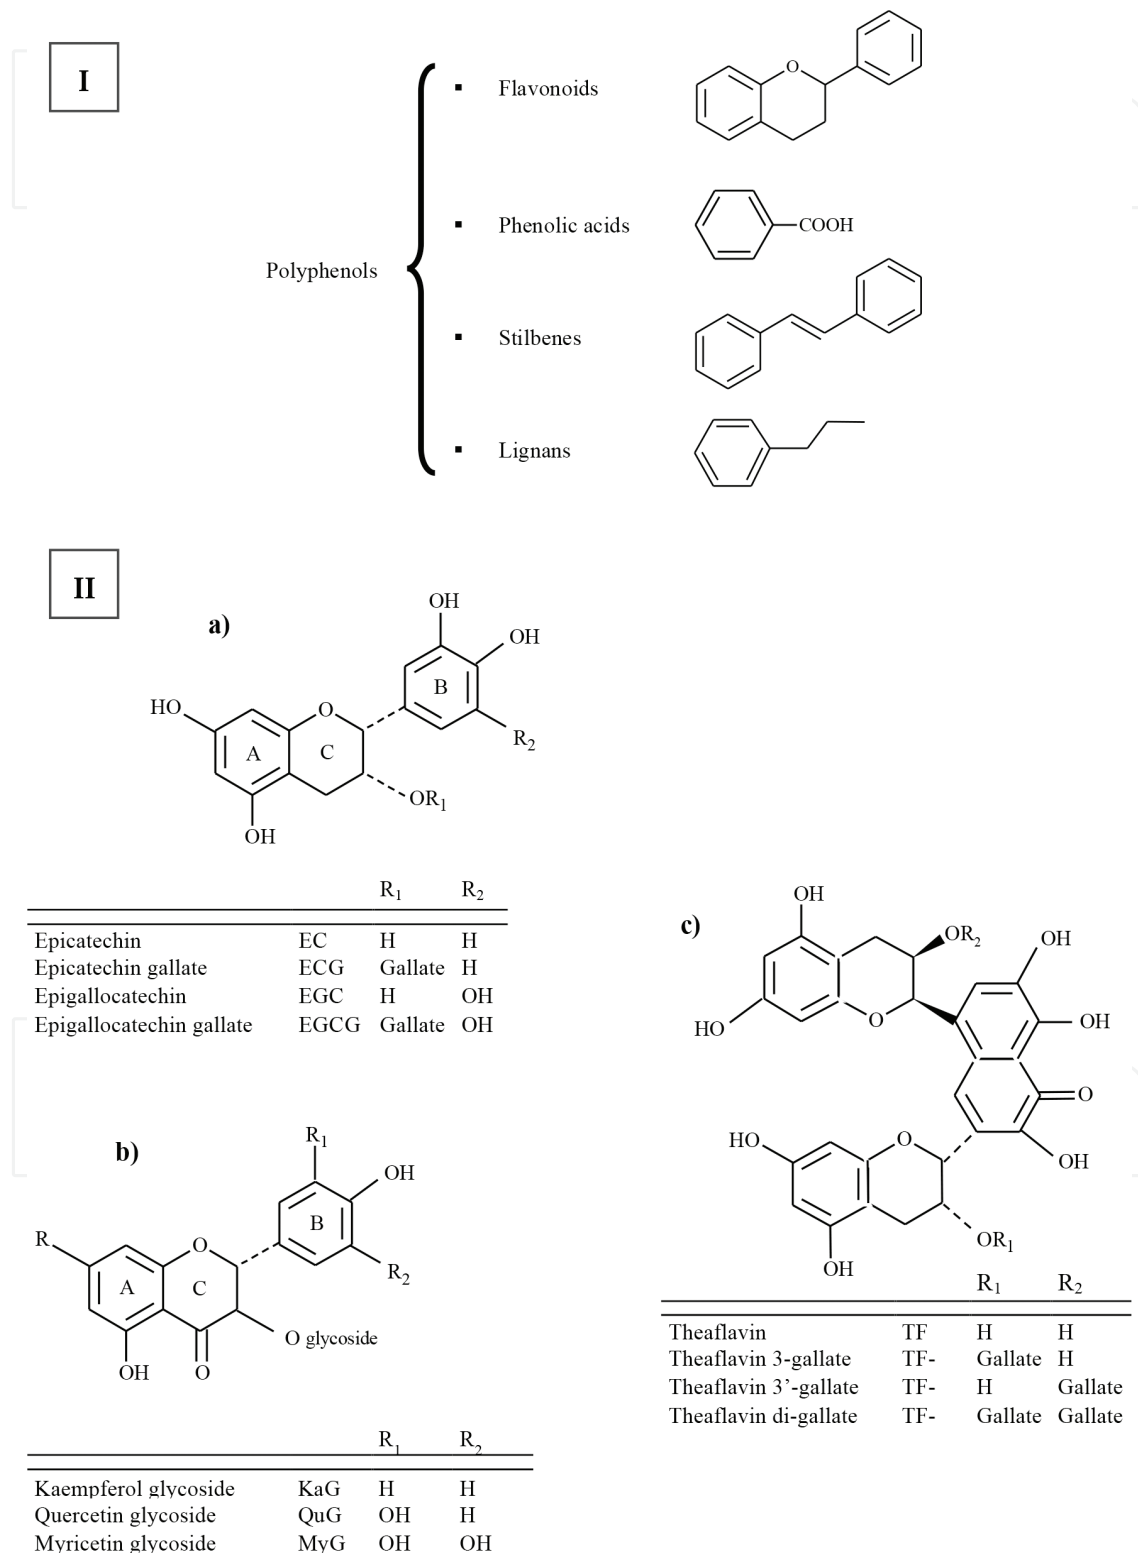 I
Flavonoids
O
Phenolic acids
COOH
Polyphenols
Stilbenes
Lignans
II
a)
OH
OH
B
HO
O
R2
A
C
OR1
OH
R1 R2
Epicatechin EC H H
Epicatechin gallate ECG Gallate H
Epigallocatechin EGC H OH
Epigallocatechin gallate EGCG Gallate OH
b)
R1
OH
B
R
O
R2
A
C
O glycoside
OH
O
R1 R2
Kaempferol glycoside KaG H H
Quercetin glycoside QuG OH H
Myricetin glycoside MyG OH OH
c)
OH
OR2
OH
HO
O
OH
O
HO
O
OH
OR1
OH
R1 R2
Theaflavin TF H H
Theaflavin 3-gallate TF- Gallate H
Theaflavin 3’-gallate TF- H Gallate
Theaflavin di-gallate TF- Gallate Gallate